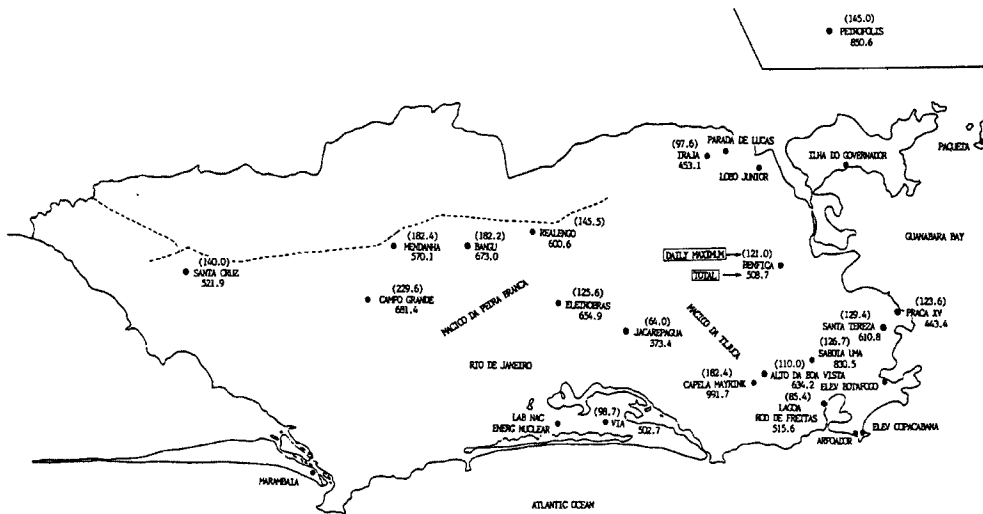 (145.0)
PETROPOLIS
850.6
PARADA DE LUCAS
(97.6)
IRAJA
453.1
LOBO JUNIOR
ILHA DO GOVERNADOR
PAQUETA
GUANABARA BAY
(145.5)
REALENGO
600.6
(182.4)
MENDANHA
570.1
(182.2)
BANGU
673.0
DAILY MAXIMUM
(121.0)
BENFICA
TOTAL
508.7
(140.0)
SANTA CRUZ
521.9
(229.6)
CAMPO GRANDE
681.4
MACICO DA PEDRA BRANCA
(125.6)
ELETROBRAS
654.9
(64.0)
JACAREPAGUA
373.4
MACICO DA TIJUCA
(123.6)
PRACA XV
443.4
(129.4)
SANTA TEREZA
610.8
(126.7)
SABOIA LIMA
830.5
RIO DE JANEIRO
(110.0)
ALTO DA BOA VISTA
634.2
(182.4)
CAPELA MAYRINK
991.7
ELEV BOTAFOGO
(85.4)
LAGOA
ROD DE FREITAS
515.6
LAB NAC
ENERG NUCLEAR
(98.7)
VIA
502.7
ELEV COPACABANA
ARPOADOR
MARAMBAIA
ATLANTIC OCEAN